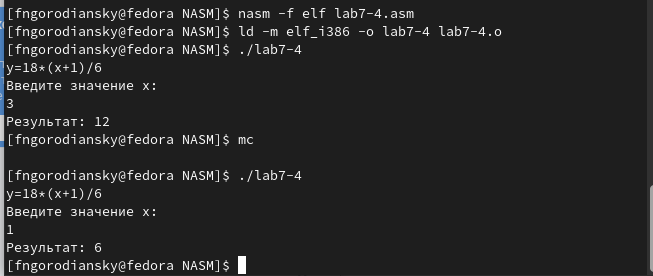 [fngorodiansky@fedora NASM]$ nasm -f elf lab7-4.asm
[fngorodiansky@fedora NASM]$ ld -m elf_i386 -o lab7-4 lab7-4.o
[fngorodiansky@fedora NASM]$ ./lab7-4
y=18*(x+1)/6
Введите значение x:
3
Результат: 12
[fngorodiansky@fedora NASM]$ mc
[fngorodiansky@fedora NASM]$ ./lab7-4
y=18*(x+1)/6
Введите значение x:
1
Результат: 6
[fngorodiansky@fedora NASM]$